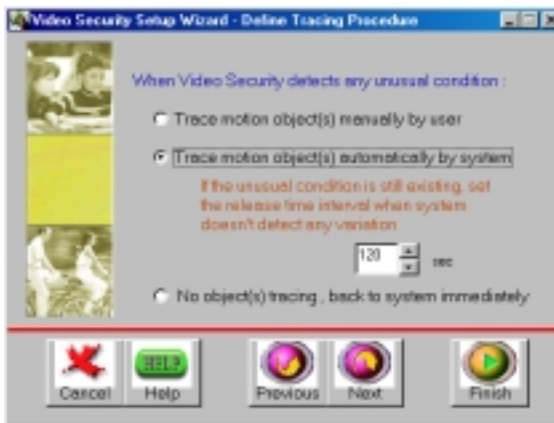 Video Security Setup Wizard - Define Tracing Procedure
When Video Security detects any unusual condition :
Trace motion object(s) manually by user
Trace motion object(s) automatically by system
If the unusual condition is still existing, set
the release time interval when system
doesn't detect any variation
120 sec
No object(s) tracing , back to system immediately
HELP
Cancel Help Previous Next Finish